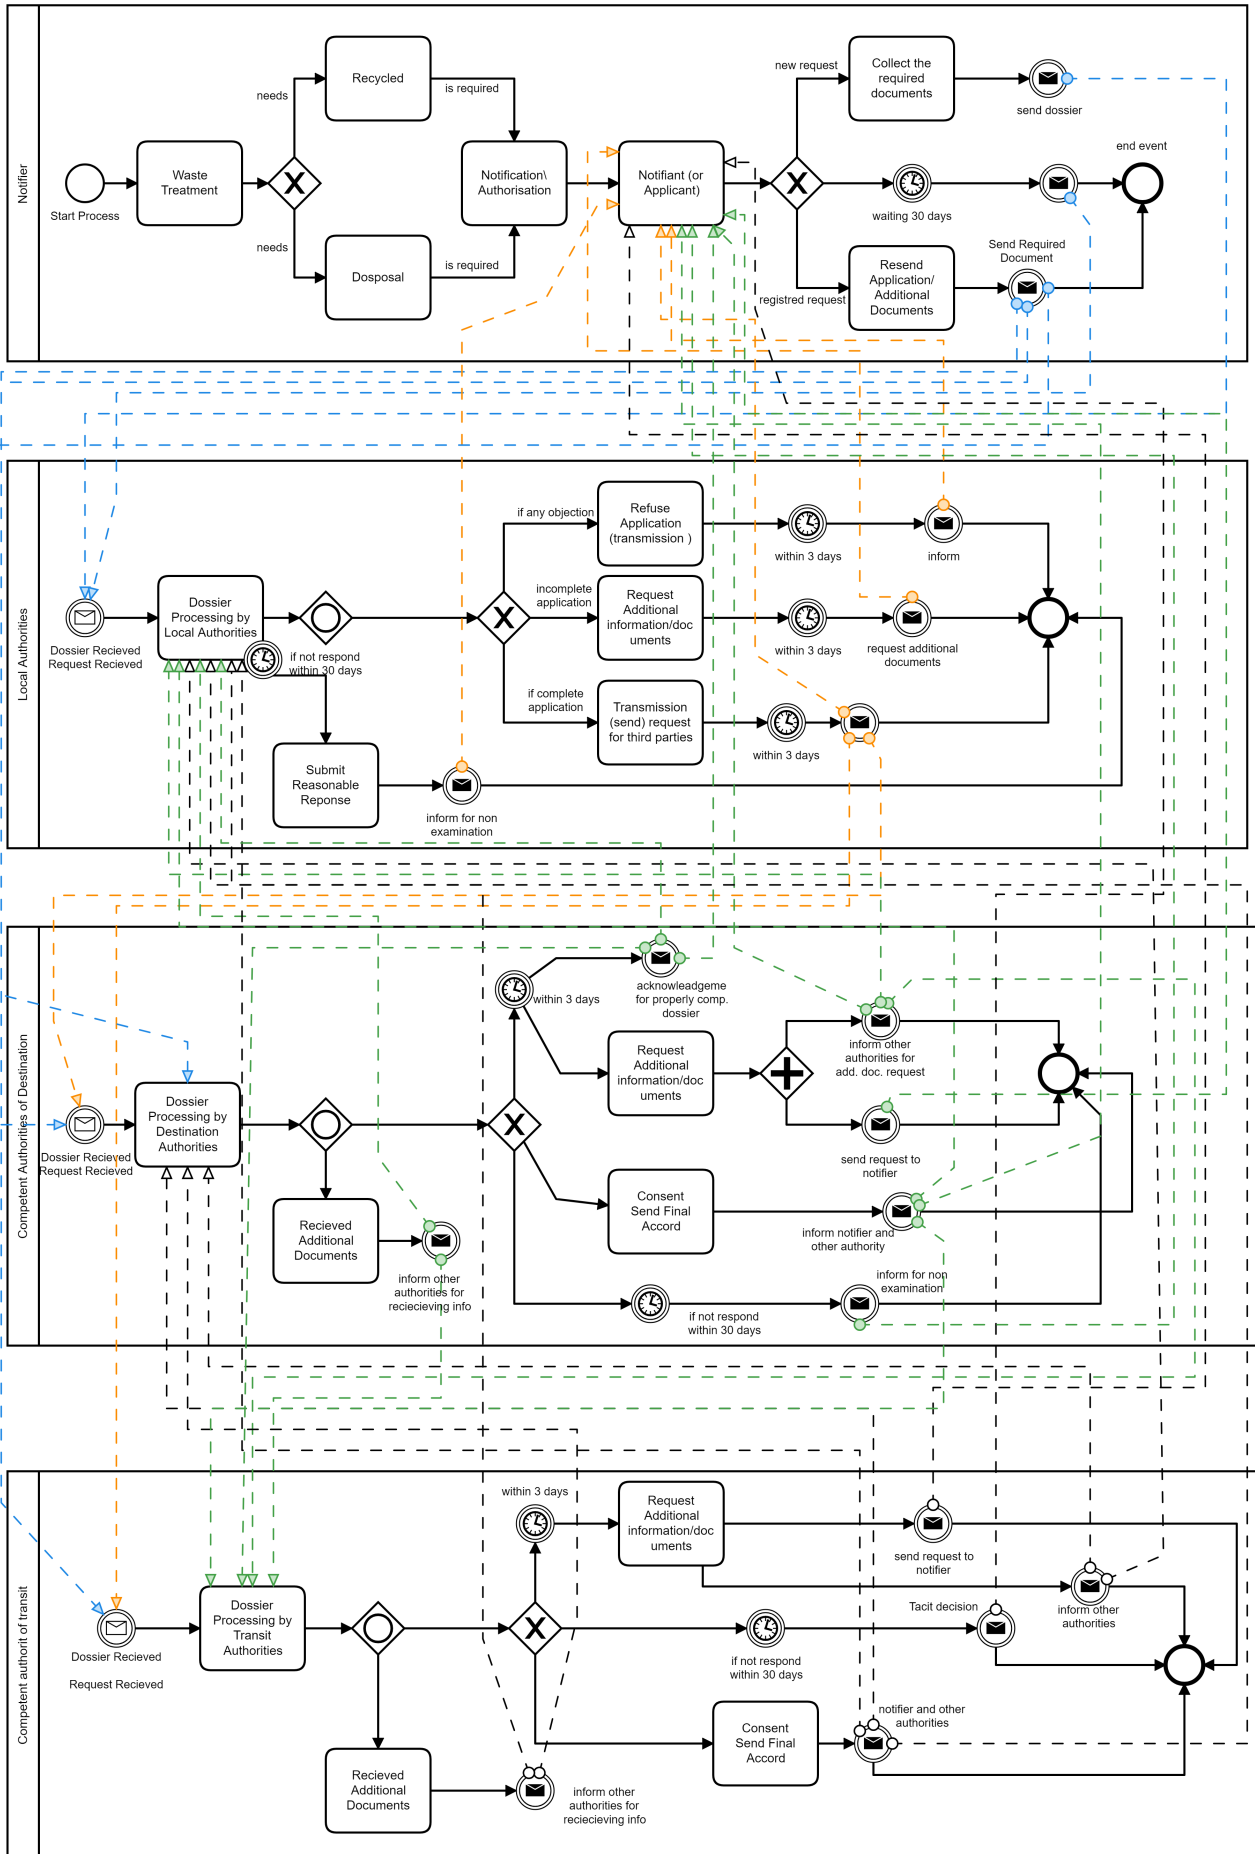 Notifier
Start Process
Waste
Treatment
needs
needs
Recycled
Dosposal
is required
is required
Notification\
Authorisation
Notifiant (or
Applicant)
new request
registred request
Collect the
required
documents
send dossier
waiting 30 days
end event
Resend
Application/
Additional
Documents
Send Required
Document
Local Authorities
Dossier Recieved
Request Recieved
Dossier
Processing by
Local Authorities
if not respond
within 30 days
Submit
Reasonable
Reponse
inform for non
examination
if any objection
incomplete
application
if complete
application
Refuse
Application
(transmission )
Request
Additional
information/doc
uments
Transmission
(send) request
for third parties
within 3 days
within 3 days
within 3 days
inform
request additional
documents
Competent Authorities of Destination
Dossier Recieved
Request Recieved
Dossier
Processing by
Destination
Authorities
Recieved
Additional
Documents
inform other
authorities for
reciecieving info
within 3 days
acknowleadgeme
for properly comp.
dossier
Request
Additional
information/doc
uments
inform other
authorities for
add. doc. request
send request to
notifier
Consent
Send Final
Accord
inform notifier and
other authority
if not respond
within 30 days
inform for non
examination
Competent authorit of transit
Dossier Recieved
Request Recieved
Dossier
Processing by
Transit
Authorities
Recieved
Additional
Documents
inform other
authorities for
reciecieving info
within 3 days
Request
Additional
information/doc
uments
send request to
notifier
inform other
authorities
if not respond
within 30 days
Tacit decision
Consent
Send Final
Accord
notifier and other
authorities